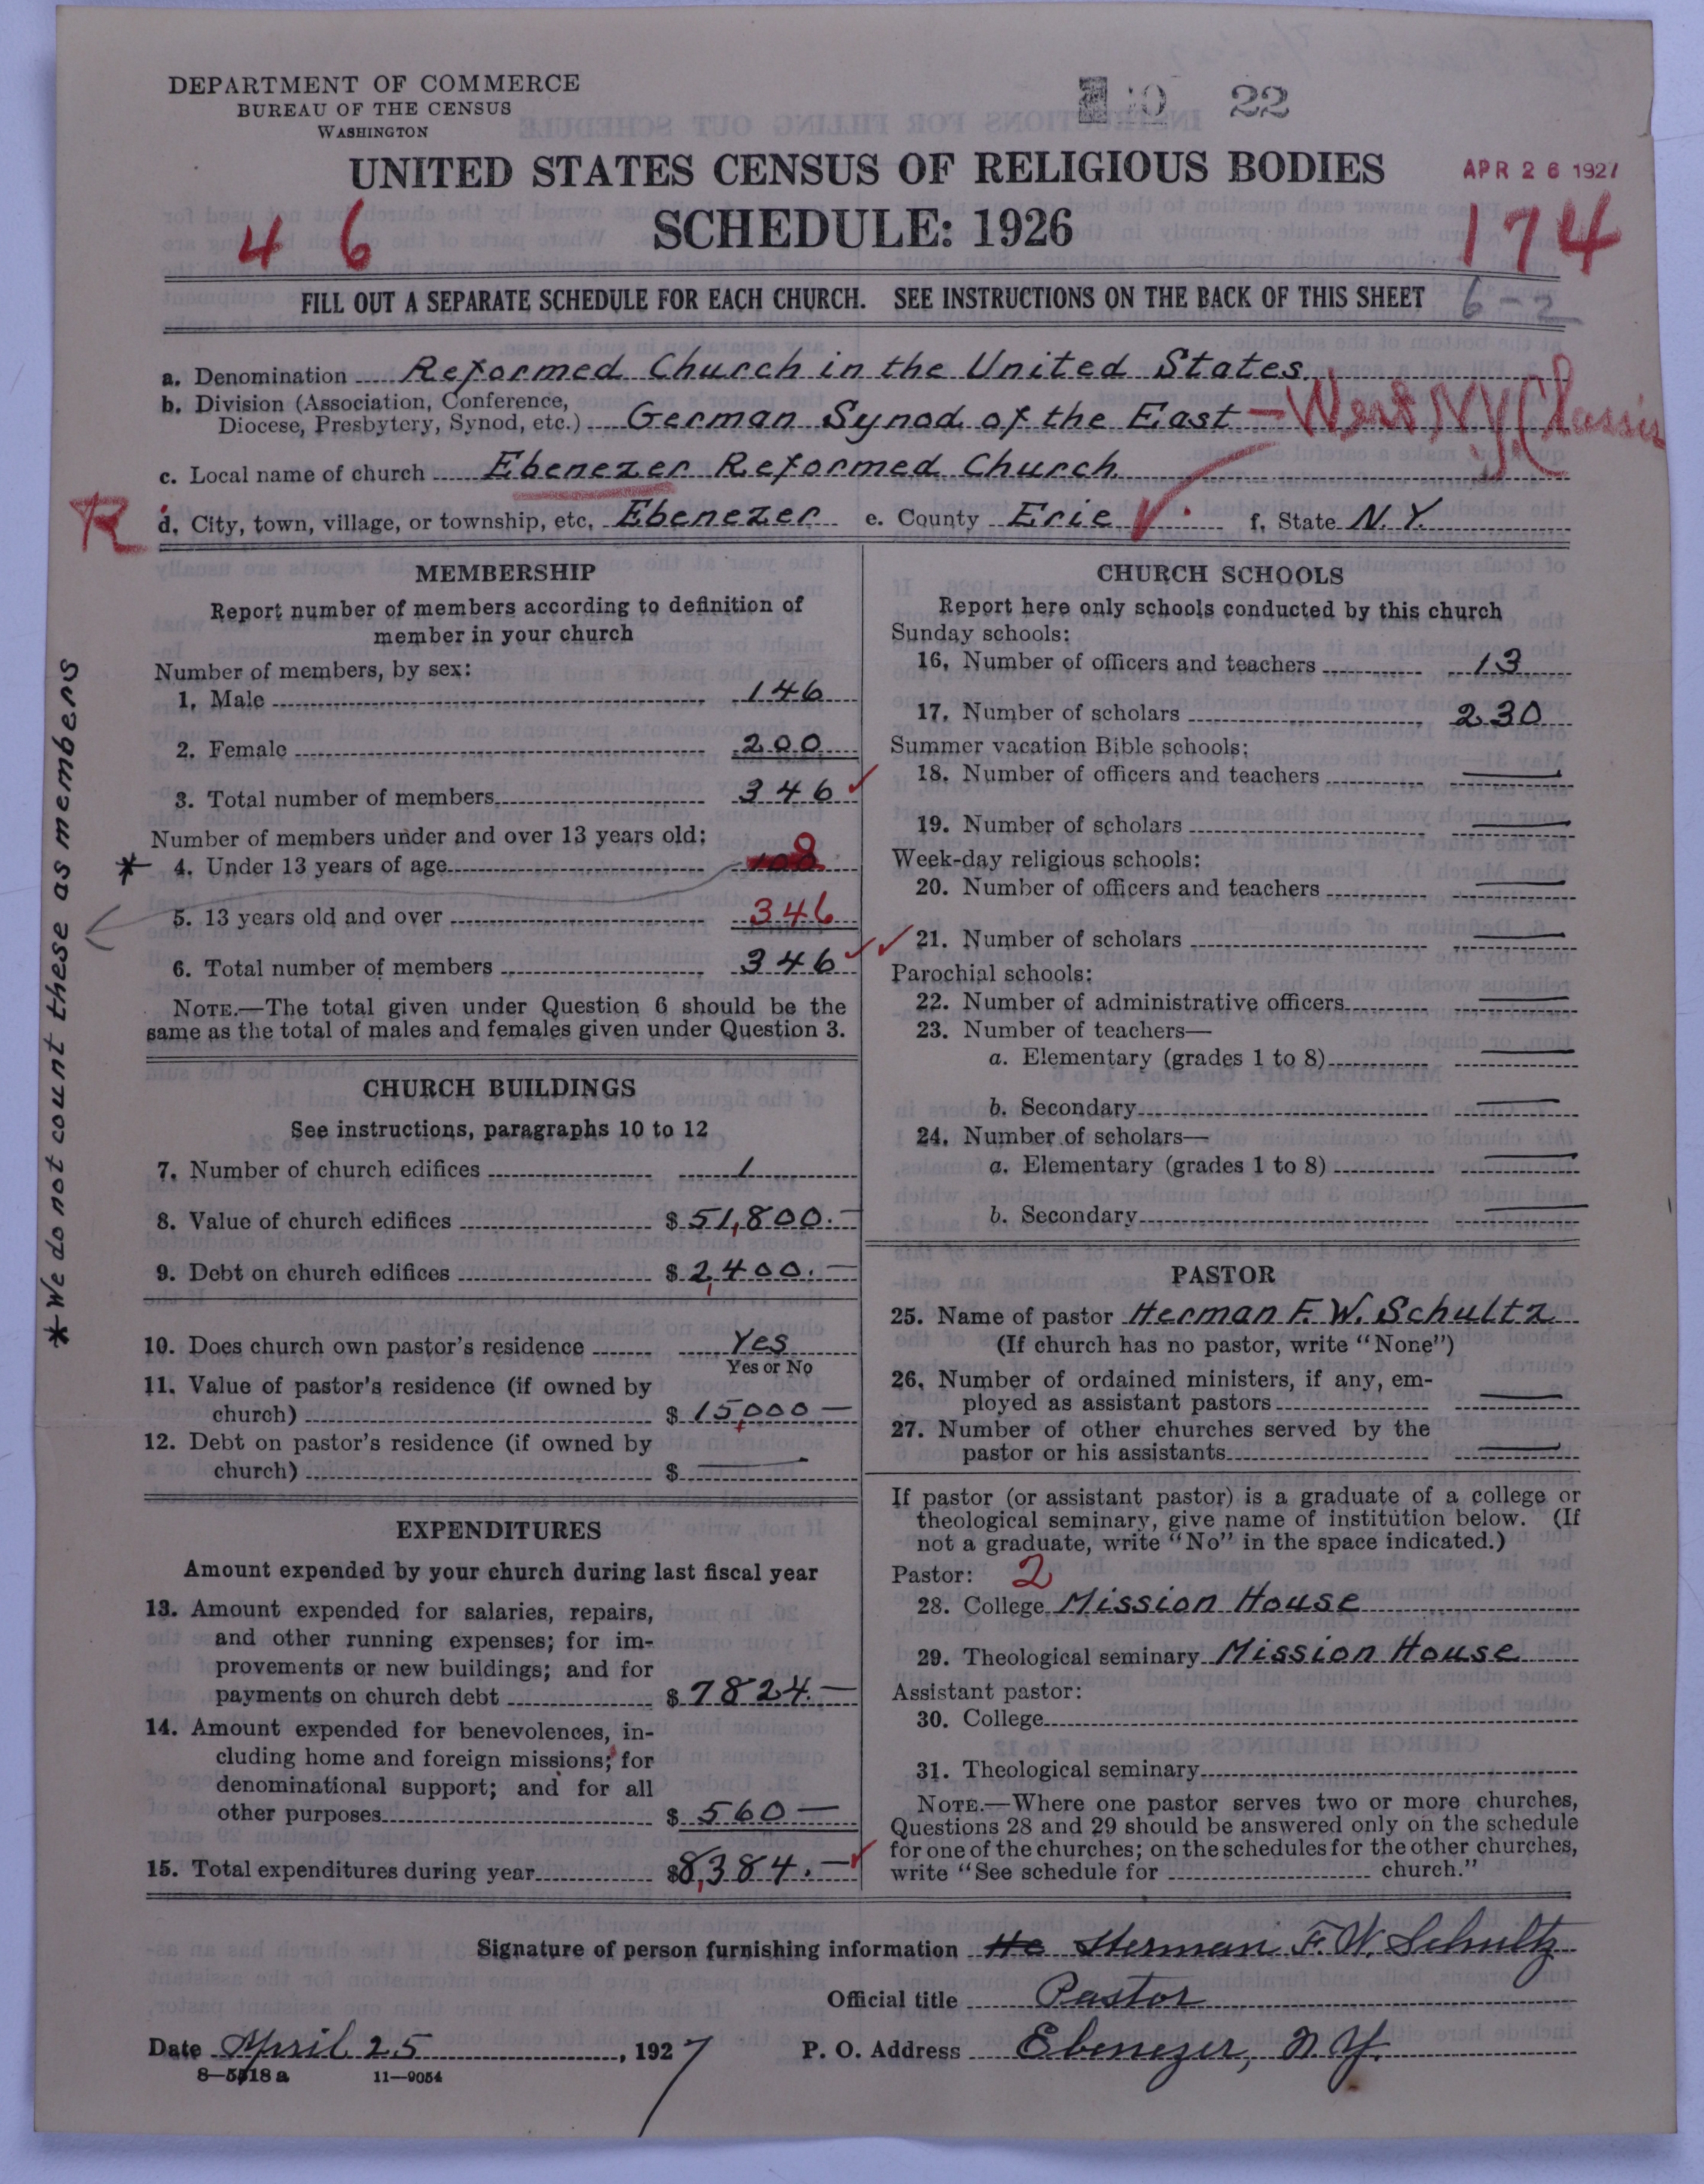 DEPARTMENT OF COMMERCE
BUREAU OF THE CENSUS
WASHINGTON
22
UNITED STATES CENSUS OF RELIGIOUS BODIES
APR 26 1927
SCHEDULE: 1926
4 6
174
FILL OUT A SEPARATE SCHEDULE FOR EACH CHURCH. SEE INSTRUCTIONS ON THE BACK OF THIS SHEET
6-2
a. Denomination Reformed Church in the United States
b. Division (Association, Conference, Diocese, Presbytery, Synod, etc.) German Synod of the East — West N.Y. Classis
c. Local name of church Ebenezer Reformed Church
R
d. City, town, village, or township, etc. Ebenezer e. County Erie f. State N.Y.
MEMBERSHIP
Report number of members according to definition of
member in your church
Number of members, by sex:
1. Male 146
2. Female 200
3. Total number of members 346
Number of members under and over 13 years old:
* 4. Under 13 years of age
5. 13 years old and over 346
6. Total number of members 346
NOTE.—The total given under Question 6 should be the
same as the total of males and females given under Question 3.
* We do not count these as members
CHURCH BUILDINGS
See instructions, paragraphs 10 to 12
7. Number of church edifices 1
8. Value of church edifices $ 51,800.—
9. Debt on church edifices $ 2,400.—
10. Does church own pastor's residence Yes
Yes or No
11. Value of pastor's residence (if owned by
church) $ 15,000—
12. Debt on pastor's residence (if owned by
church) $ —
EXPENDITURES
Amount expended by your church during last fiscal year
13. Amount expended for salaries, repairs,
and other running expenses; for im-
provements or new buildings; and for
payments on church debt $ 7824.—
14. Amount expended for benevolences, in-
cluding home and foreign missions; for
denominational support; and for all
other purposes $ 560—
15. Total expenditures during year $8,384.—
CHURCH SCHOOLS
Report here only schools conducted by this church
Sunday schools:
16. Number of officers and teachers 13
17. Number of scholars 230
Summer vacation Bible schools:
18. Number of officers and teachers —
19. Number of scholars —
Week-day religious schools:
20. Number of officers and teachers —
21. Number of scholars —
Parochial schools:
22. Number of administrative officers —
23. Number of teachers—
a. Elementary (grades 1 to 8) —
b. Secondary —
24. Number of scholars—
a. Elementary (grades 1 to 8) —
b. Secondary —
PASTOR
25. Name of pastor Herman F. W. Schultz
(If church has no pastor, write "None")
26. Number of ordained ministers, if any, em-
ployed as assistant pastors —
27. Number of other churches served by the
pastor or his assistants —
If pastor (or assistant pastor) is a graduate of a college or
theological seminary, give name of institution below. (If
not a graduate, write "No" in the space indicated.)
Pastor: 2
28. College Mission House
29. Theological seminary Mission House
Assistant pastor:
30. College
31. Theological seminary
NOTE.—Where one pastor serves two or more churches,
Questions 28 and 29 should be answered only on the schedule
for one of the churches; on the schedules for the other churches,
write "See schedule for church."
Signature of person furnishing information He Herman F. W. Schultz
Official title Pastor
Date April 25, 1927 P. O. Address Ebenezer, N.Y.
8—5518 a 11—9054